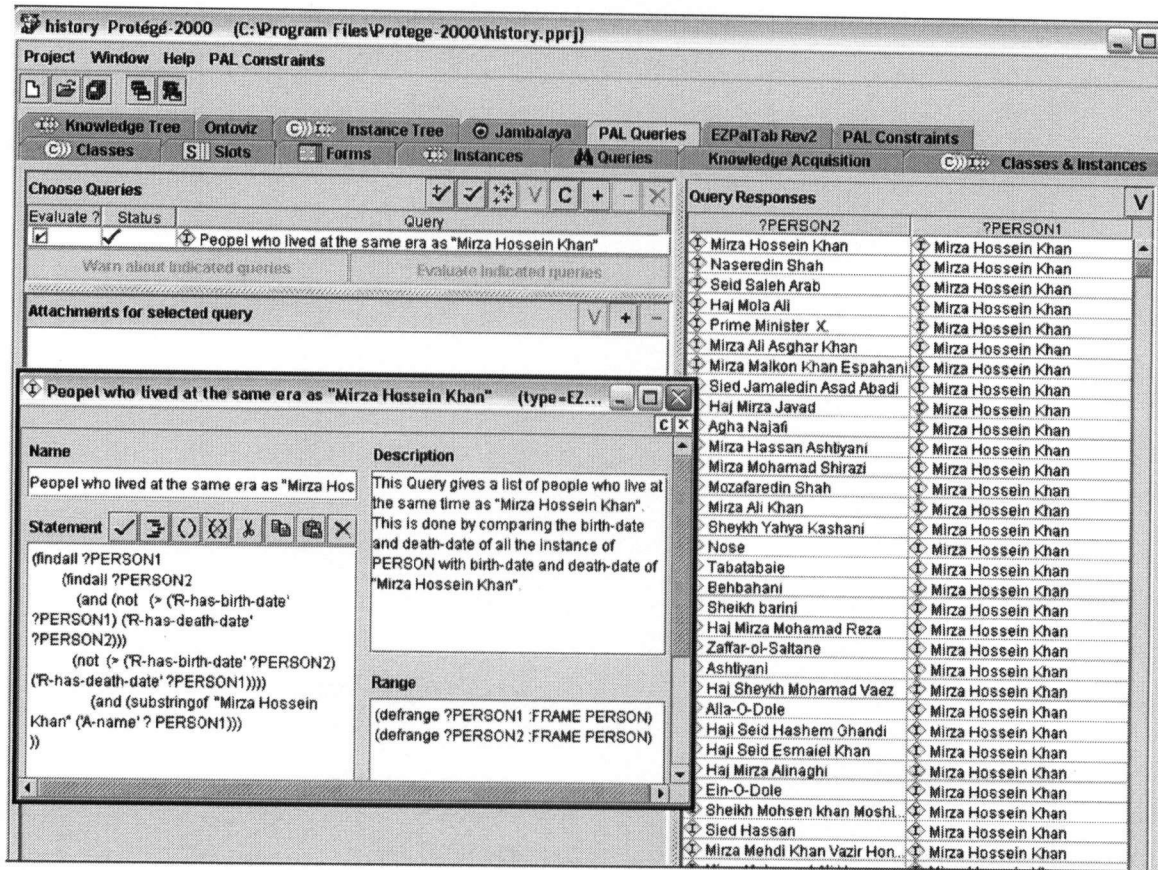 history Protégé-2000 (C:\Program Files\Protege-2000\history.pprj)
Project Window Help PAL Constraints
Knowledge Tree Ontoviz Instance Tree Jambalaya PAL Queries EZPalTab Rev2 PAL Constraints
Classes Slots Forms Instances Queries Knowledge Acquisition Classes & Instances
Choose Queries V C + - X
Evaluate ? Status Query
Peopel who lived at the same era as "Mirza Hossein Khan"
Warn about indicated queries Evaluate indicated queries
Attachments for selected query V + -
Peopel who lived at the same era as "Mirza Hossein Khan" (type=EZ...
C X
Name
Peopel who lived at the same era as "Mirza Hos
Statement
(findall ?PERSON1
(findall ?PERSON2
(and (not (> ('R-has-birth-date'
?PERSON1) ('R-has-death-date'
?PERSON2)))
(not (> ('R-has-birth-date' ?PERSON2)
('R-has-death-date' ?PERSON1))))
(and (substringof "Mirza Hossein
Khan" ('A-name' ? PERSON1)))
))
Description
This Query gives a list of people who live at
the same time as "Mirza Hossein Khan".
This is done by comparing the birth-date
and death-date of all the instance of
PERSON with birth-date and death-date of
"Mirza Hossein Khan".
Range
(defrange ?PERSON1 :FRAME PERSON)
(defrange ?PERSON2 :FRAME PERSON)
Query Responses V
?PERSON2 ?PERSON1
Mirza Hossein Khan Mirza Hossein Khan
Naseredin Shah Mirza Hossein Khan
Seid Saleh Arab Mirza Hossein Khan
Haj Mola Ali Mirza Hossein Khan
Prime Minister X. Mirza Hossein Khan
Mirza Ali Asghar Khan Mirza Hossein Khan
Mirza Malkon Khan Espahani Mirza Hossein Khan
Sied Jamaledin Asad Abadi Mirza Hossein Khan
Haj Mirza Javad Mirza Hossein Khan
Agha Najafi Mirza Hossein Khan
Mirza Hassan Ashtiyani Mirza Hossein Khan
Mirza Mohamad Shirazi Mirza Hossein Khan
Mozafaredin Shah Mirza Hossein Khan
Mirza Ali Khan Mirza Hossein Khan
Sheykh Yahya Kashani Mirza Hossein Khan
Nose Mirza Hossein Khan
Tabatabaie Mirza Hossein Khan
Behbahani Mirza Hossein Khan
Sheikh barini Mirza Hossein Khan
Haj Mirza Mohamad Reza Mirza Hossein Khan
Zaffar-ol-Saltane Mirza Hossein Khan
Ashtiyani Mirza Hossein Khan
Haj Sheykh Mohamad Vaez Mirza Hossein Khan
Alla-O-Dole Mirza Hossein Khan
Haji Seid Hashem Ghandi Mirza Hossein Khan
Haji Seid Esmaiel Khan Mirza Hossein Khan
Haj Mirza Alinaghi Mirza Hossein Khan
Ein-O-Dole Mirza Hossein Khan
Sheikh Mohsen khan Moshi... Mirza Hossein Khan
Sied Hassan Mirza Hossein Khan
Mirza Mehdi Khan Vazir Hon... Mirza Hossein Khan